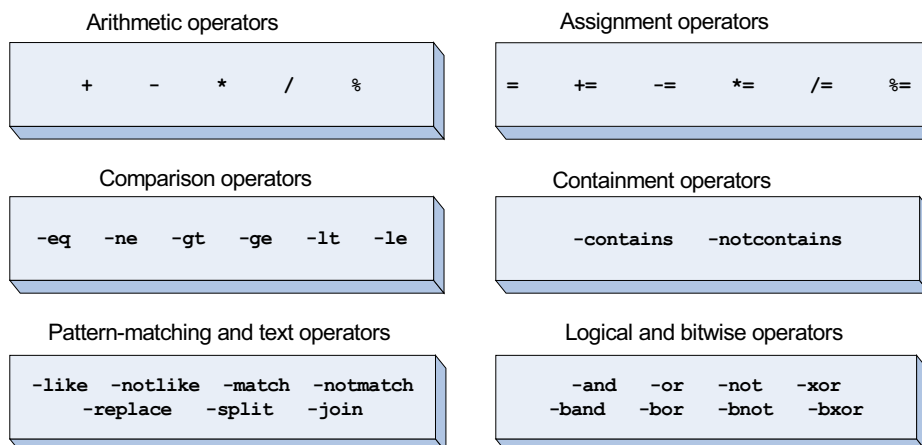 Arithmetic operators
+ - * / %
Assignment operators
= += -= *= /= %=
Comparison operators
-eq -ne -gt -ge -lt -le
Containment operators
-contains -notcontains
Pattern-matching and text operators
-like -notlike -match -notmatch
-replace -split -join
Logical and bitwise operators
-and -or -not -xor
-band -bor -bnot -bxor